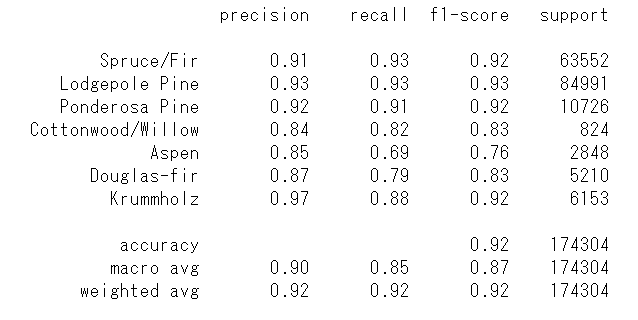 precision recall f1-score support
Spruce/Fir 0.91 0.93 0.92 63552
Lodgepole Pine 0.93 0.93 0.93 84991
Ponderosa Pine 0.92 0.91 0.92 10726
Cottonwood/Willow 0.84 0.82 0.83 824
Aspen 0.85 0.69 0.76 2848
Douglas-fir 0.87 0.79 0.83 5210
Krummholz 0.97 0.88 0.92 6153
accuracy 0.92 174304
macro avg 0.90 0.85 0.87 174304
weighted avg 0.92 0.92 0.92 174304